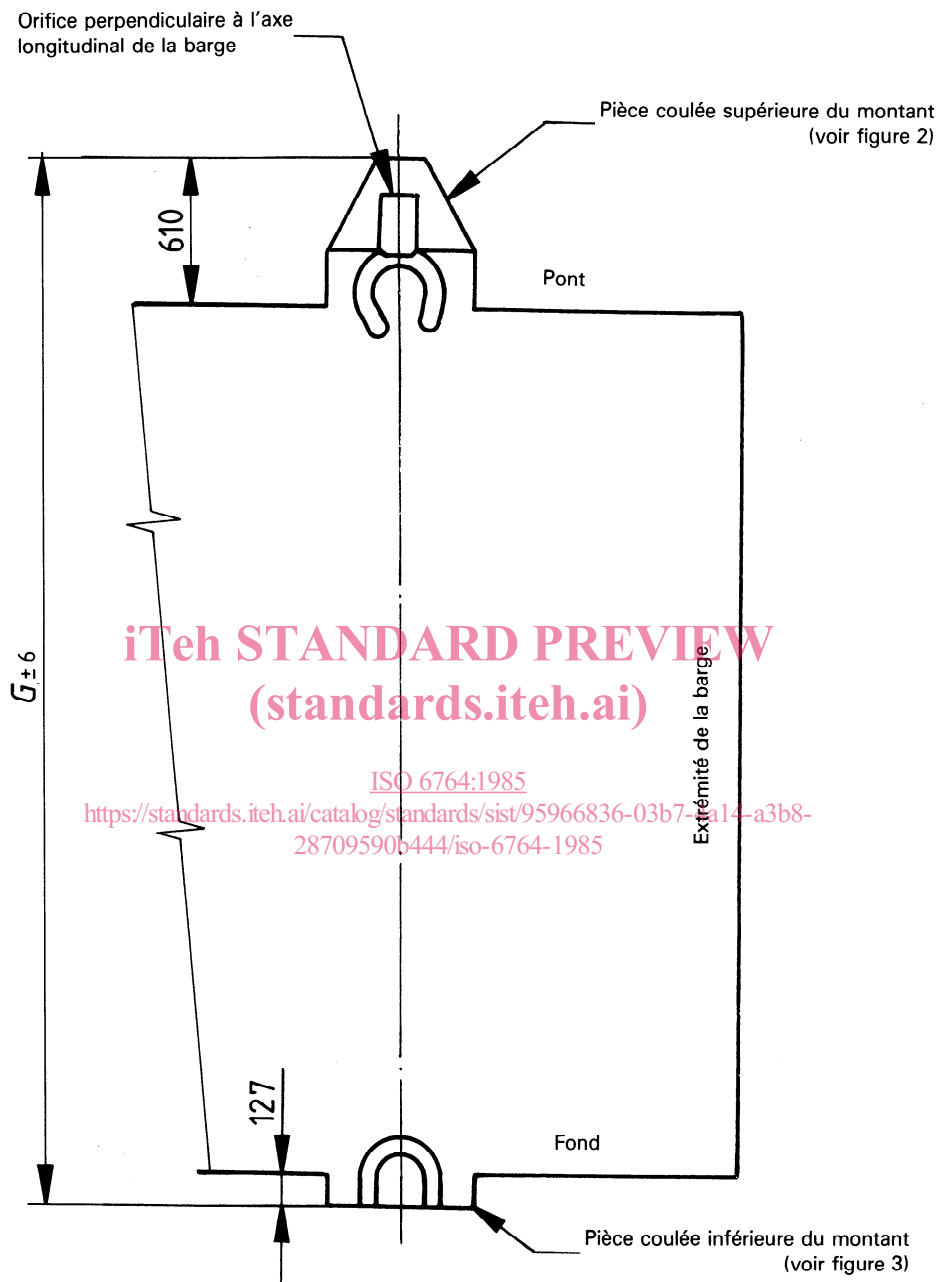 Orifice perpendiculaire à l'axe
longitudinal de la barge
Pièce coulée supérieure du montant
(voir figure 2)
610
Pont
G ± 6
iTeh STANDARD PREVIEW
(standards.iteh.ai)
Extrémité de la barge
ISO 6764:1985
https://standards.iteh.ai/catalog/standards/sist/95966836-03b7-4a14-a3b8-
28709590b444/iso-6764-1985
127
Fond
Pièce coulée inférieure du montant
(voir figure 3)